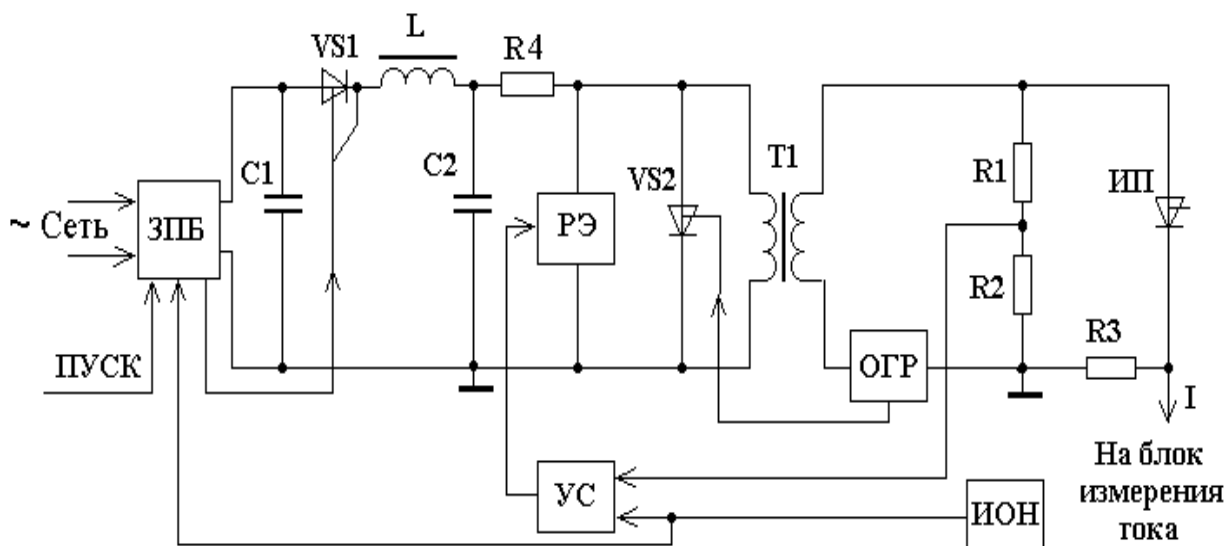 VS1
L
R4
C1
C2
VS2
T1
R1
ИП
~ Сеть
ЗПБ
РЭ
R2
R3
ПУСК
ОГР
I
УС
ИОН
На блок
измерения
тока